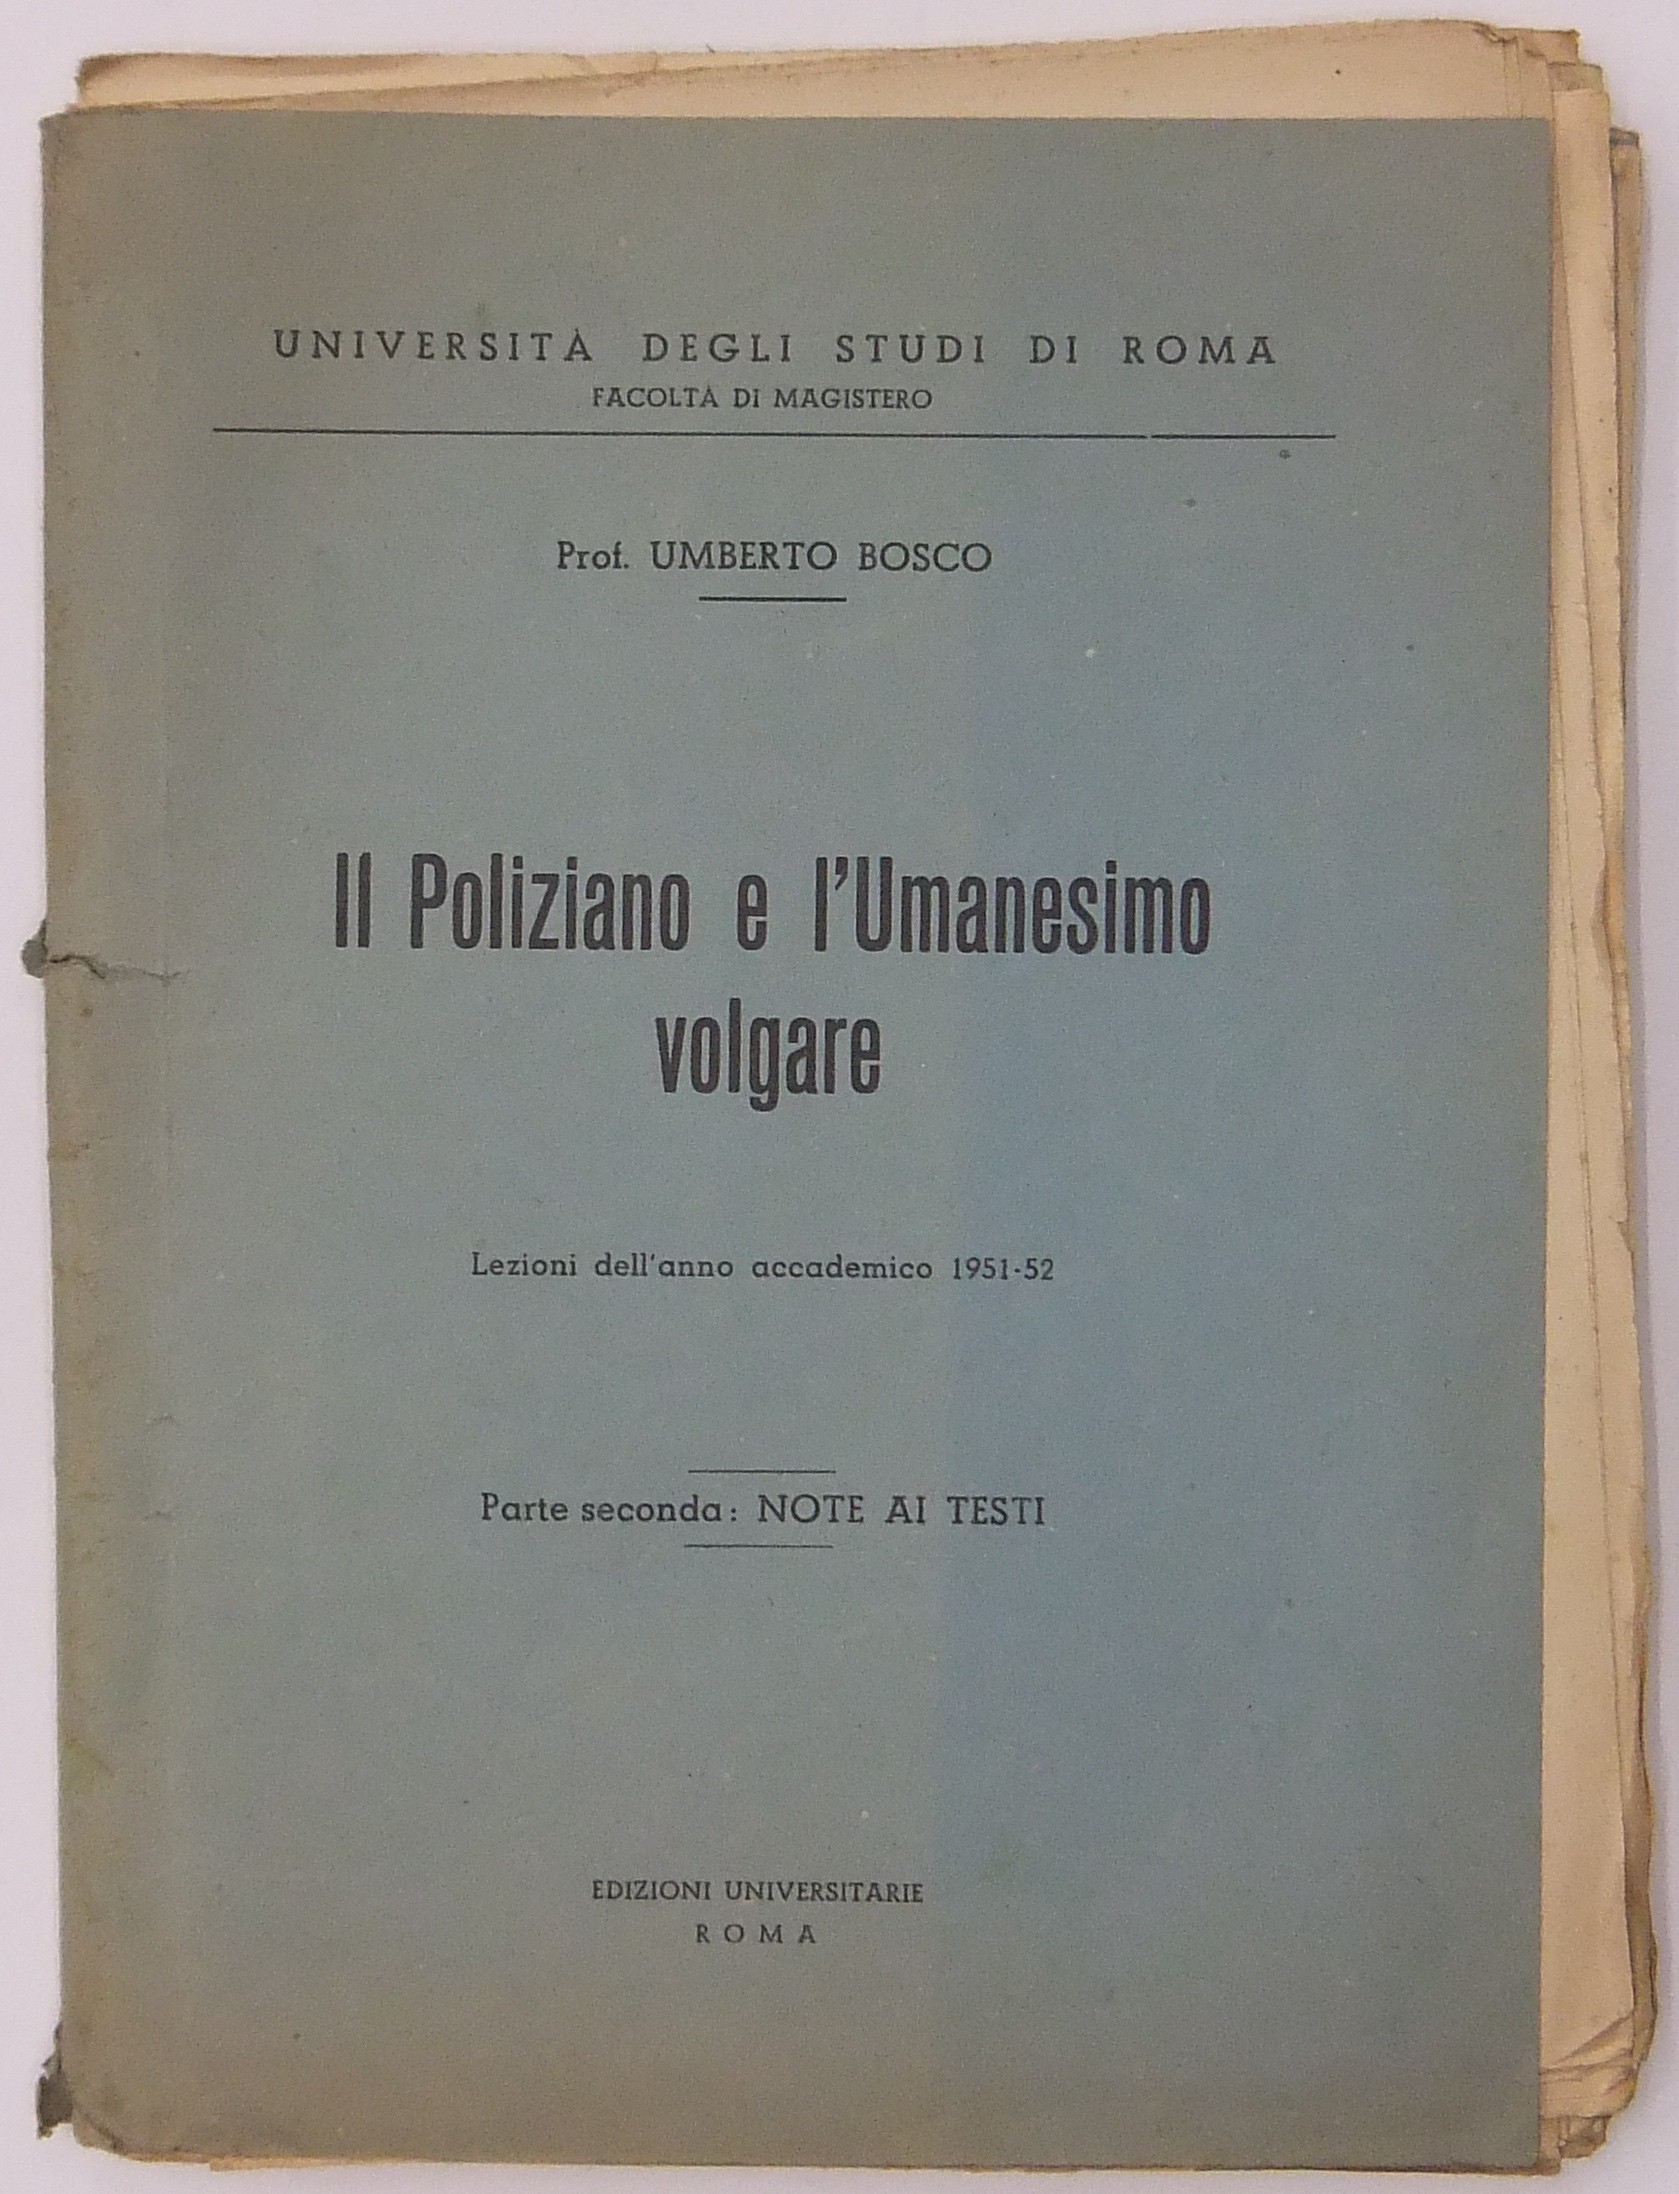 UNIVERSITÀ DEGLI STUDI DI ROMA
FACOLTÀ DI MAGISTERO
Prof. UMBERTO BOSCO
Il Poliziano e l'Umanesimo
volgare
Lezioni dell'anno accademico 1951-52
Parte seconda: NOTE AI TESTI
EDIZIONI UNIVERSITARIE
ROMA